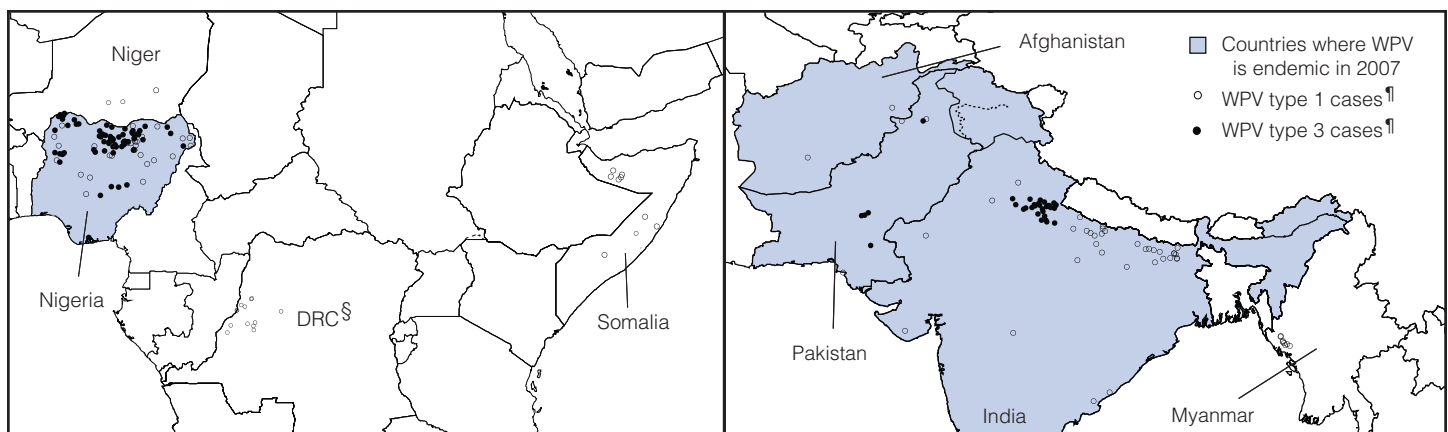 Niger
Nigeria
DRC§
Somalia
Afghanistan
Countries where WPV
is endemic in 2007
WPV type 1 cases¶
WPV type 3 cases¶
Pakistan
India
Myanmar